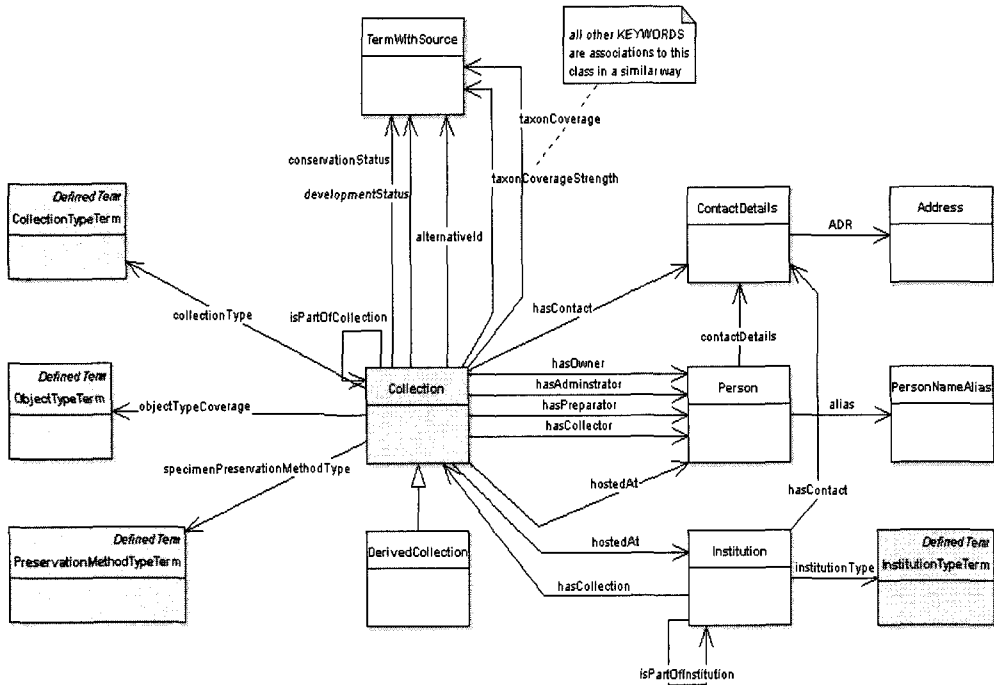 TermWithSource
all other KEYWORDS
are associations to this
class in a similar way
taxonCoverage
conservationStatus
taxonCoverageStrength
developmentStatus
Defined Term
CollectionTypeTerm
ContactDetails
Address
ADR
alternativeId
collectionType
isPartOfCollection
hasContact
contactDetails
Defined Term
ObjectTypeTerm
objectTypeCoverage
Collection
hasOwner
hasAdminstrator
hasPreparator
hasCollector
Person
alias
PersonNameAlias
specimenPreservationMethodType
hostedAt
hasContact
Defined Term
PreservationMethodTypeTerm
DerivedCollection
hostedAt
Institution
institutionType
Defined Term
InstitutionTypeTerm
hasCollection
isPartOfInstitution